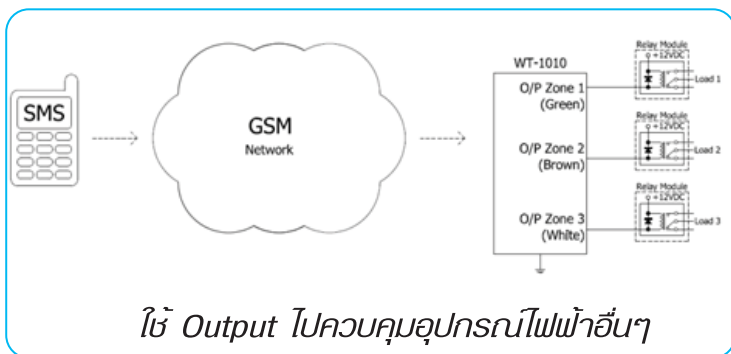 SMS
GSM
Network
WT-1010
O/P Zone 1
(Green)
O/P Zone 2
(Brown)
O/P Zone 3
(White)
Relay Module
+12VDC
Load 1
Relay Module
+12VDC
Load 2
Relay Module
+12VDC
Load 3
ใช้ Output ไปควบคุมอุปกรณ์ไฟฟ้าอื่นๆ